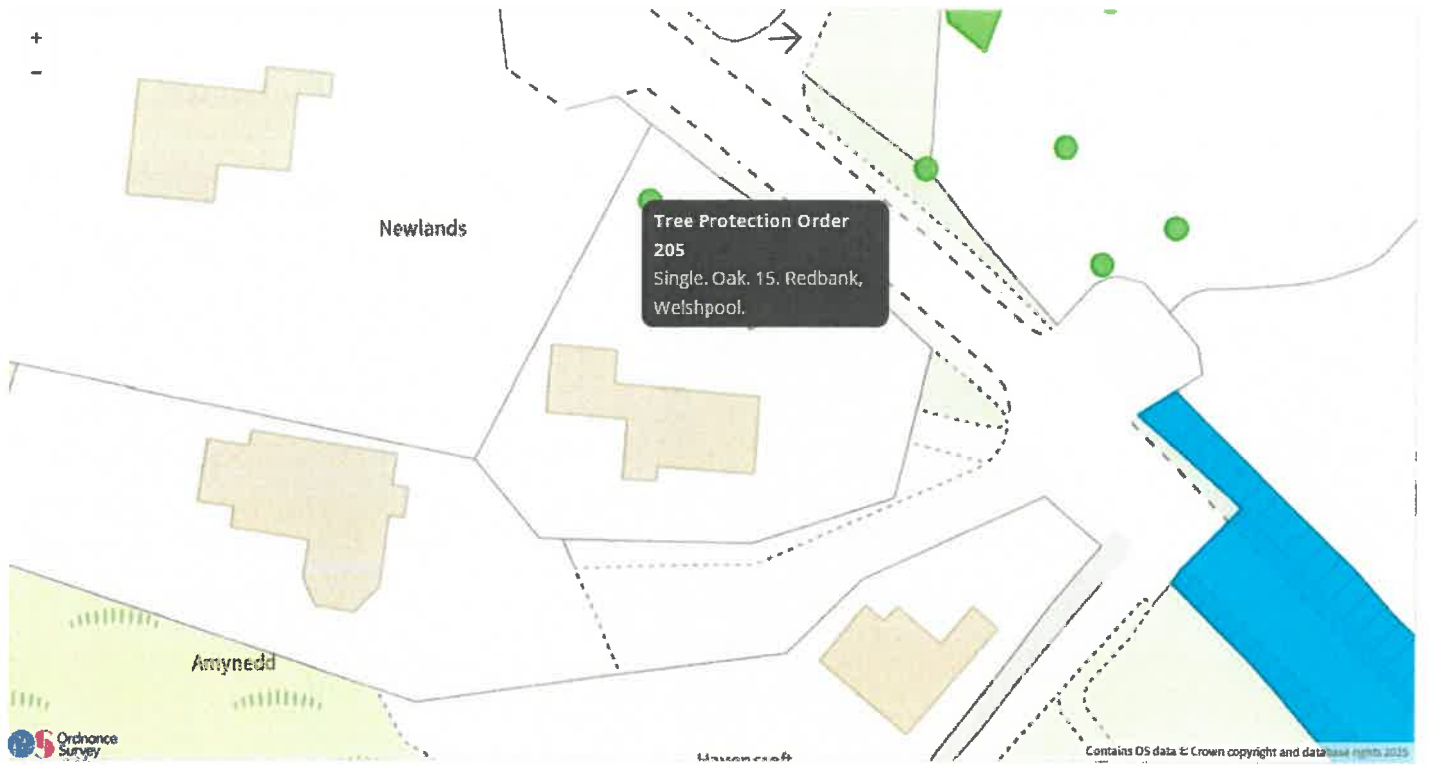 +
−
Newlands
Tree Protection Order
205
Single. Oak. 15. Redbank,
Welshpool.
Amynedd
Ordnance
Survey
Contains OS data © Crown copyright and database rights 2025